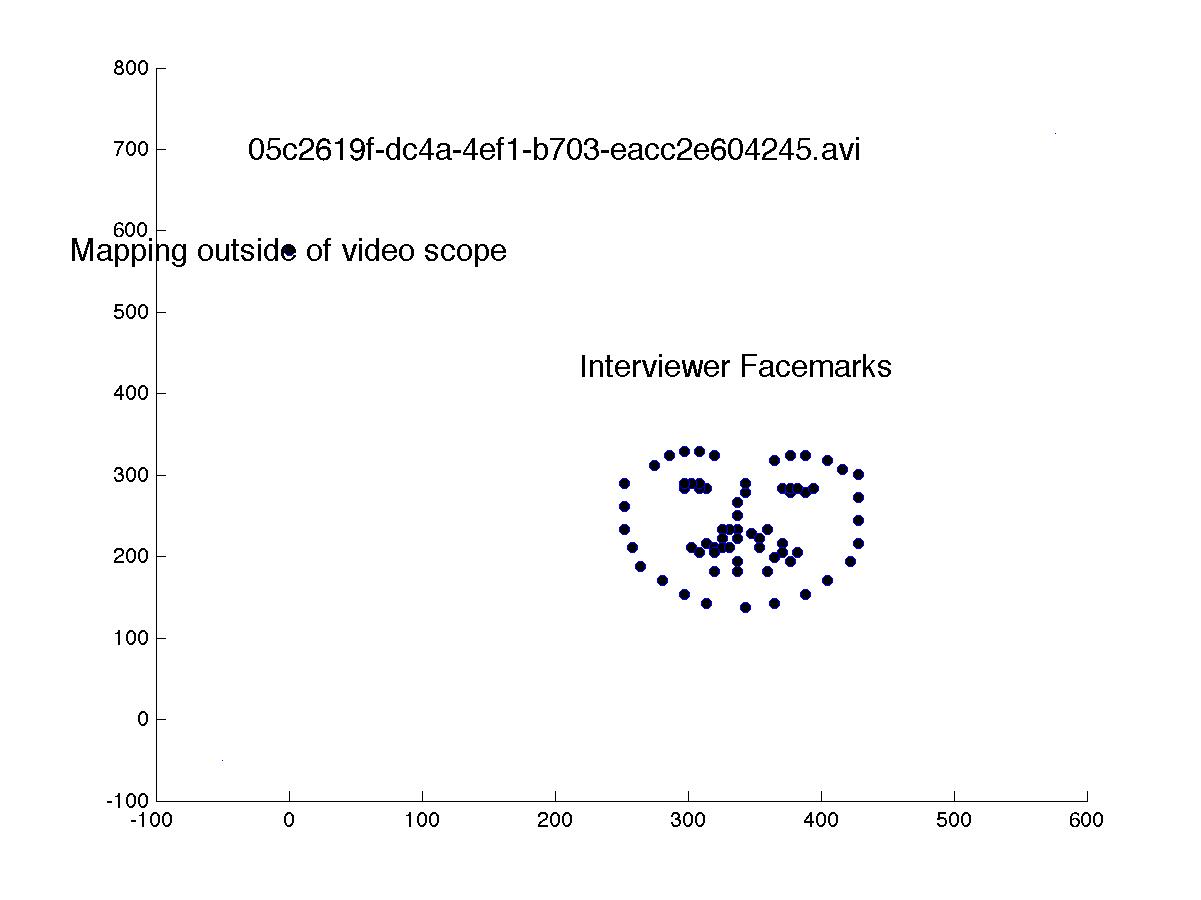 800
700
05c2619f-dc4a-4ef1-b703-eacc2e604245.avi
600
Mapping outside of video scope
500
Interviewer Facemarks
400
300
200
100
0
-100
-100 0 100 200 300 400 500 600